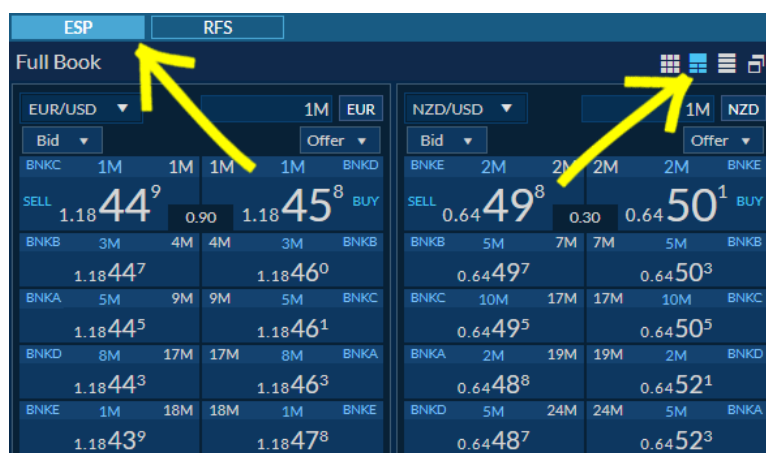 ESP RFS
Full Book
EUR/USD ▼ 1M EUR NZD/USD ▼ 1M NZD
Bid ▼ Offer ▼ Bid ▼ Offer ▼
BNKC 1M 1M 1M 1M BNKD BNKE 2M 2M 2M 2M BNKE
SELL 1.18449 0.90 1.18458 BUY SELL 0.64498 0.30 0.64501 BUY
BNKB 3M 4M 4M 3M BNKB BNKB 5M 7M 7M 5M BNKB
1.18447 1.18460 0.64497 0.64503
BNKA 5M 9M 9M 5M BNKC BNKC 10M 17M 17M 10M BNKC
1.18445 1.18461 0.64495 0.64505
BNKD 8M 17M 17M 8M BNKA BNKA 2M 19M 19M 2M BNKD
1.18443 1.18463 0.64488 0.64521
BNKE 1M 18M 18M 1M BNKE BNKD 5M 24M 24M 5M BNKA
1.18439 1.18478 0.64487 0.64523